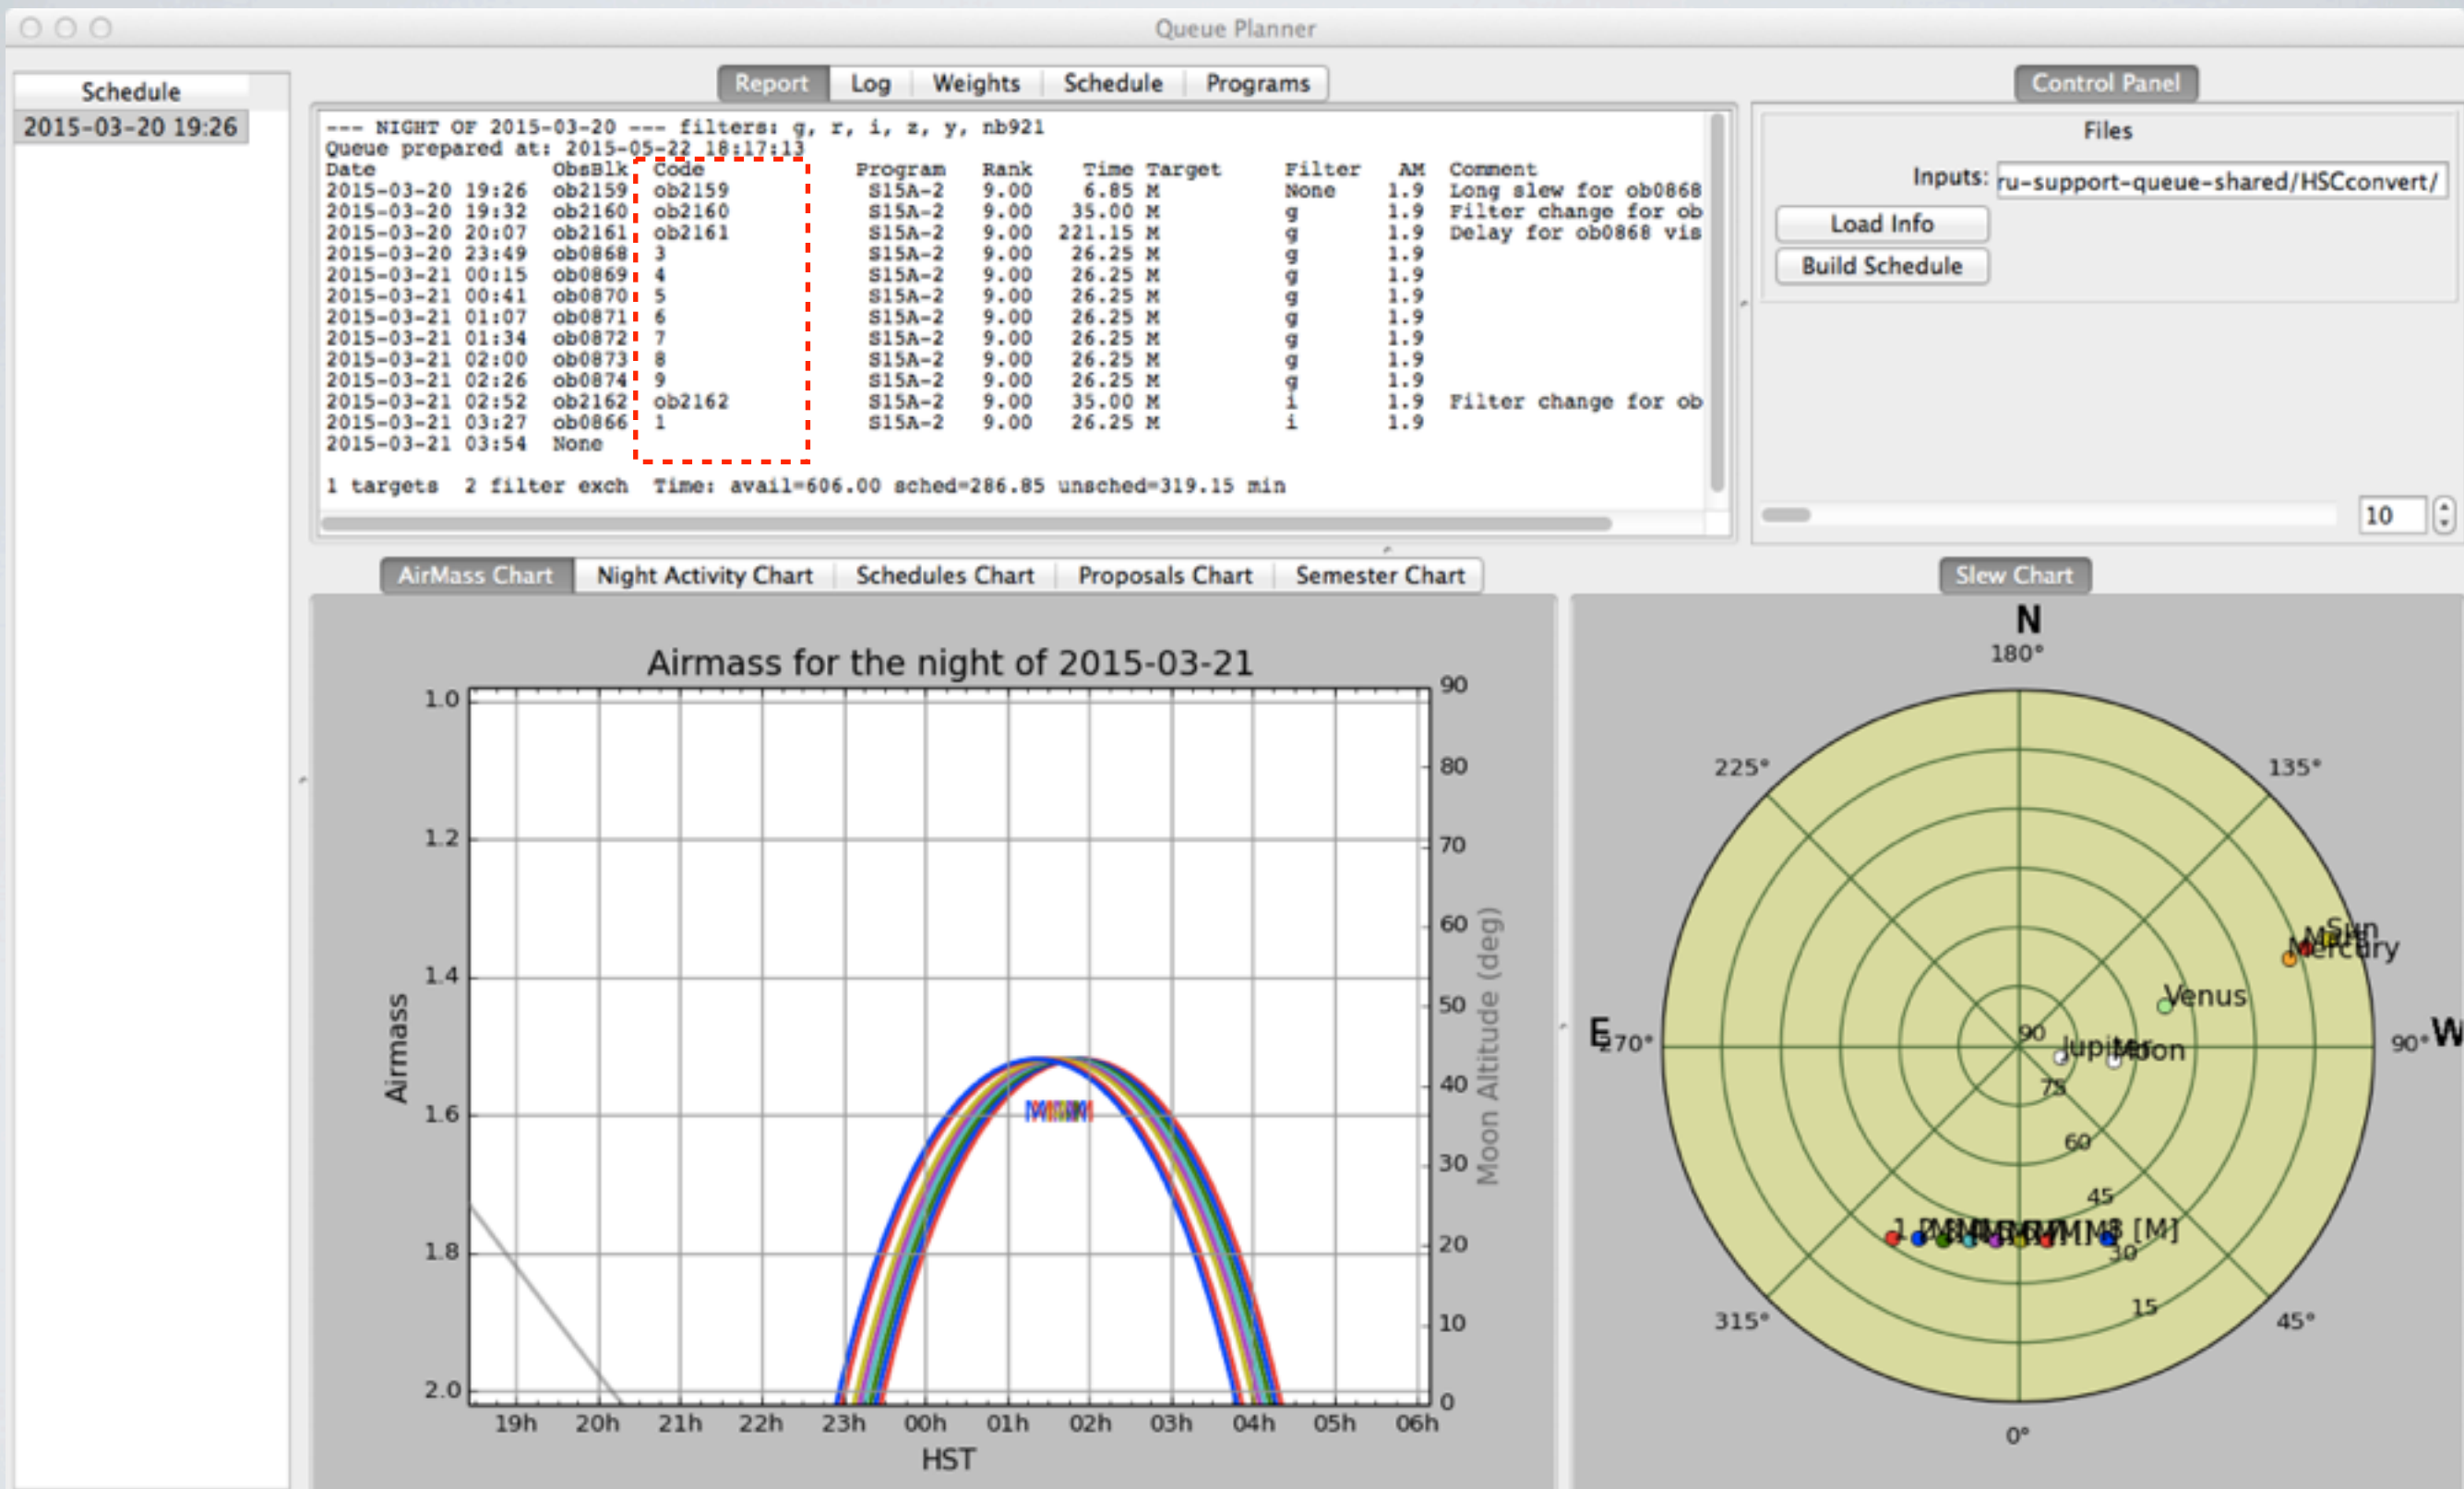 Queue Planner
Schedule
2015-03-20 19:26
Report Log Weights Schedule Programs
--- NIGHT OF 2015-03-20 --- filters: g, r, i, z, y, nb921
Queue prepared at: 2015-05-22 18:17:13
Date ObsBlk Code Program Rank Time Target Filter AM Comment
2015-03-20 19:26 ob2159 ob2159 S15A-2 9.00 6.85 M None 1.9 Long slew for ob0868
2015-03-20 19:32 ob2160 ob2160 S15A-2 9.00 35.00 M g 1.9 Filter change for ob
2015-03-20 20:07 ob2161 ob2161 S15A-2 9.00 221.15 M g 1.9 Delay for ob0868 vis
2015-03-20 23:49 ob0868 3 S15A-2 9.00 26.25 M g 1.9
2015-03-21 00:15 ob0869 4 S15A-2 9.00 26.25 M g 1.9
2015-03-21 00:41 ob0870 5 S15A-2 9.00 26.25 M g 1.9
2015-03-21 01:07 ob0871 6 S15A-2 9.00 26.25 M g 1.9
2015-03-21 01:34 ob0872 7 S15A-2 9.00 26.25 M g 1.9
2015-03-21 02:00 ob0873 8 S15A-2 9.00 26.25 M g 1.9
2015-03-21 02:26 ob0874 9 S15A-2 9.00 26.25 M g 1.9
2015-03-21 02:52 ob2162 ob2162 S15A-2 9.00 35.00 M i 1.9 Filter change for ob
2015-03-21 03:27 ob0866 1 S15A-2 9.00 26.25 M i 1.9
2015-03-21 03:54 None
1 targets 2 filter exch Time: avail=606.00 sched=286.85 unsched=319.15 min
Control Panel
Files
Inputs: ru-support-queue-shared/HSCconvert/
Load Info
Build Schedule
10
AirMass Chart Night Activity Chart Schedules Chart Proposals Chart Semester Chart
Airmass for the night of 2015-03-21
Airmass
1.0
1.2
1.4
1.6
1.8
2.0
90
80
70
60
50
40
30
20
10
0
Moon Altitude (deg)
19h 20h 21h 22h 23h 00h 01h 02h 03h 04h 05h 06h
HST
Slew Chart
N
180°
225° 135°
Sun
Mercury
Venus
E 270° 90° W
90
Jupiter Moon
75
60
45
8 [M]
30
15
315° 45°
0°